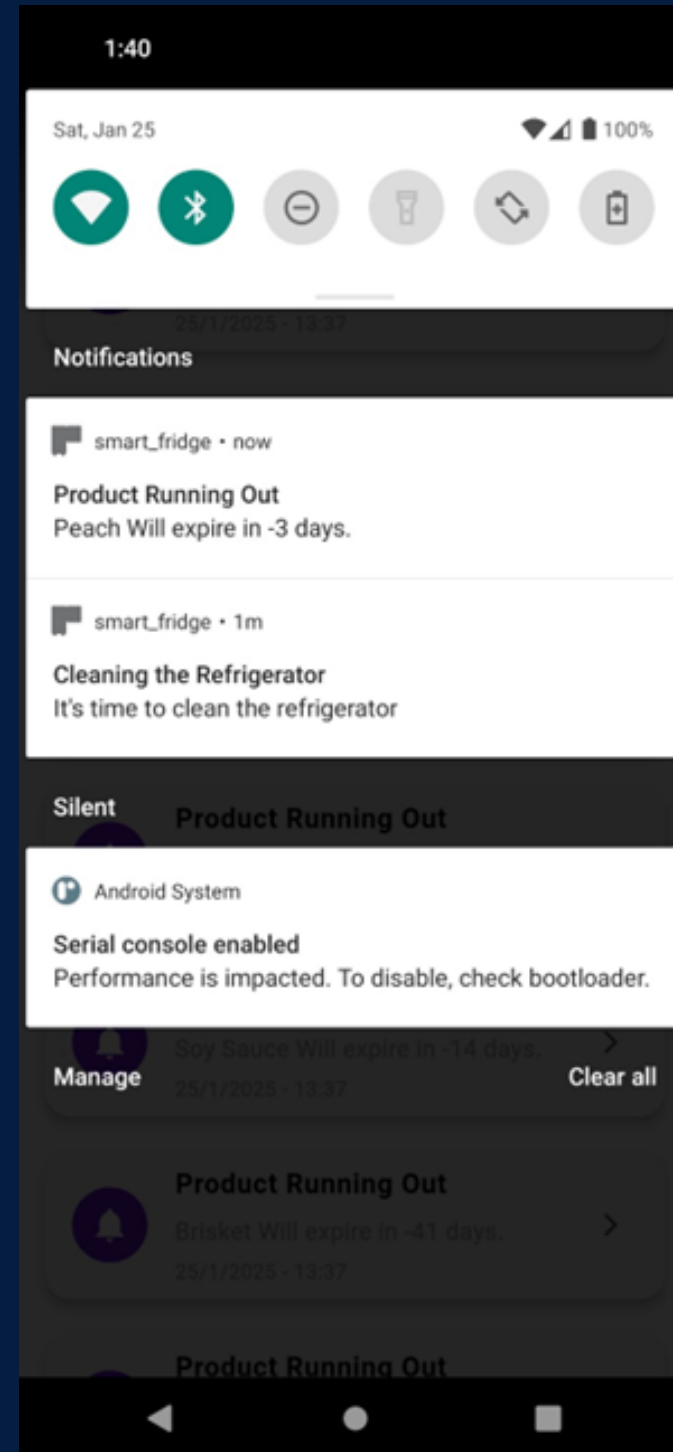 1:40
Sat, Jan 25
100%
25/1/2025 - 13:37
Notifications
smart_fridge • now
Product Running Out
Peach Will expire in -3 days.
smart_fridge • 1m
Cleaning the Refrigerator
It's time to clean the refrigerator
Silent
Product Running Out
Android System
Serial console enabled
Performance is impacted. To disable, check bootloader.
Soy Sauce Will expire in -14 days.
Manage
25/1/2025 - 13:37
Clear all
Product Running Out
Brisket Will expire in -41 days.
25/1/2025 - 13:37
Product Running Out